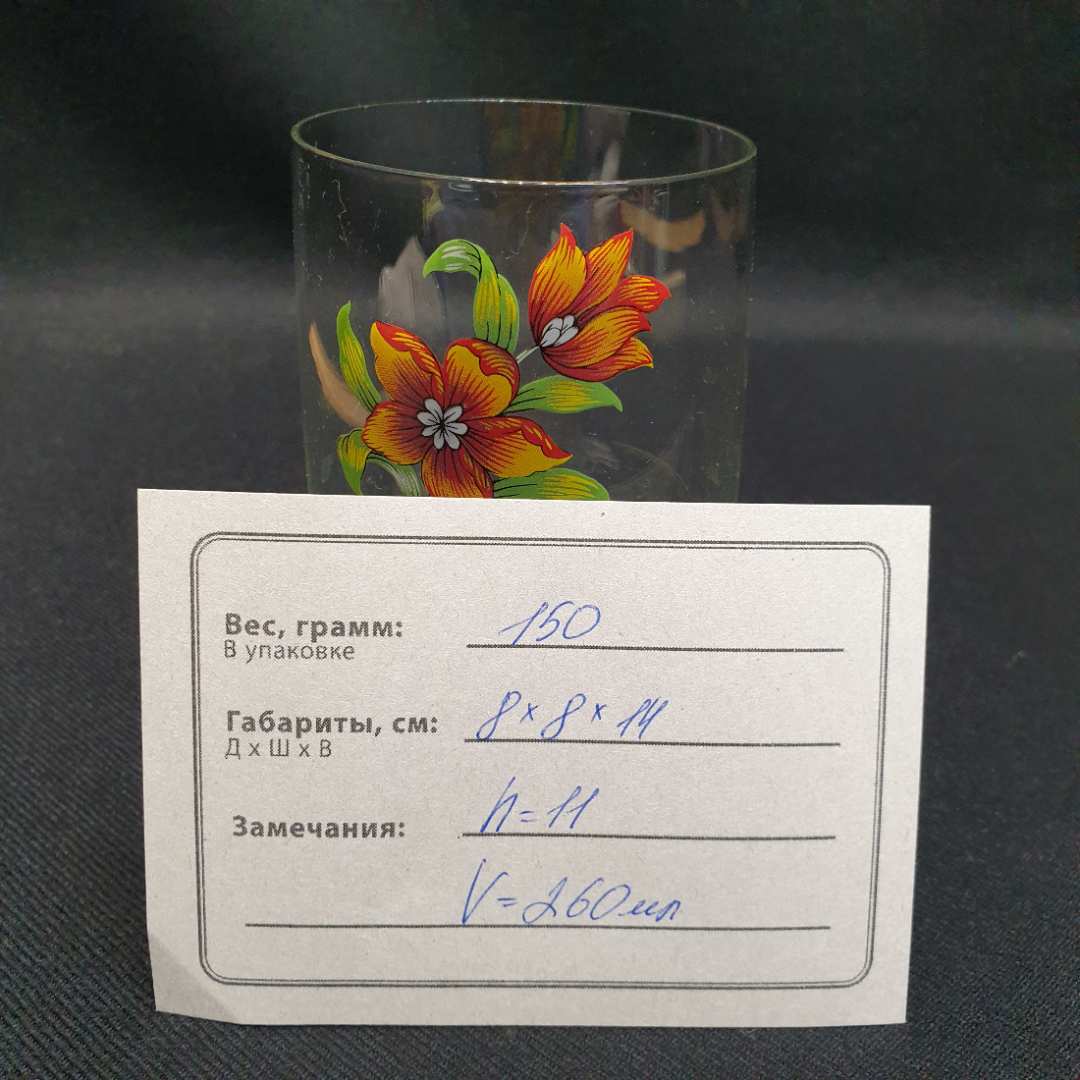 Вес, грамм: 150
В упаковке
Габариты, см: 8 x 8 x 14
Д х Ш х В
Замечания: h=11
V=260мл